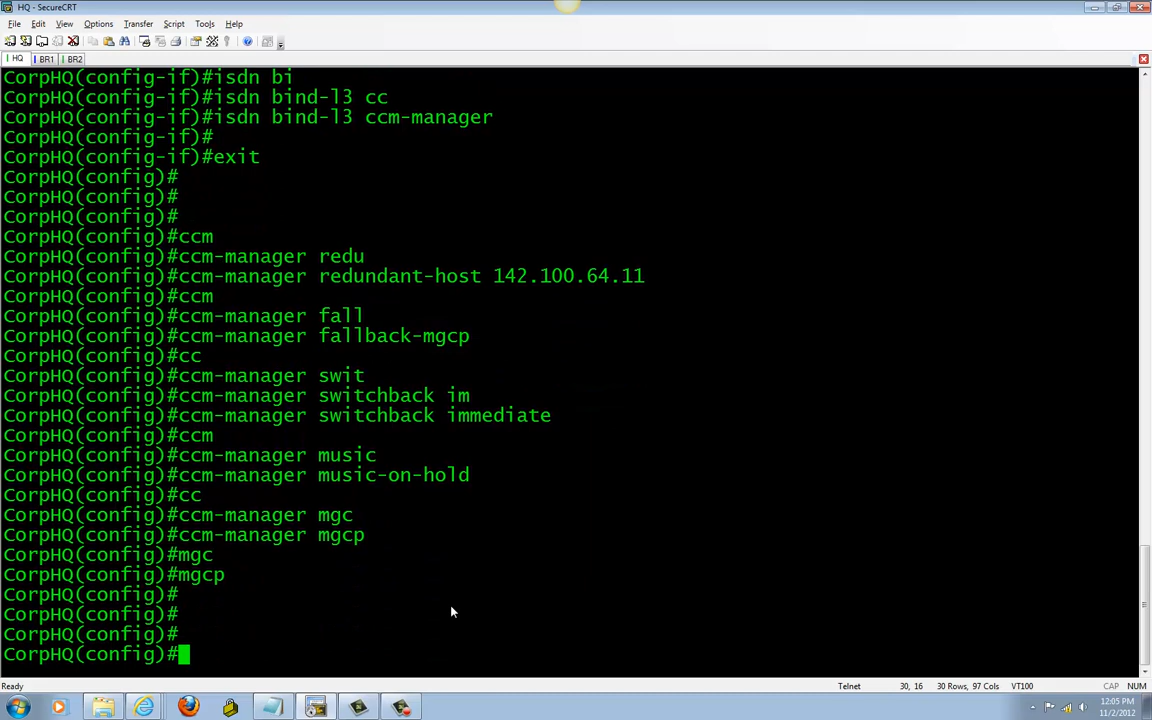 HQ - SecureCRT
File Edit View Options Transfer Script Tools Help
HQ BR1 BR2
CorpHQ(config-if)#isdn bi
CorpHQ(config-if)#isdn bind-l3 cc
CorpHQ(config-if)#isdn bind-l3 ccm-manager
CorpHQ(config-if)#
CorpHQ(config-if)#exit
CorpHQ(config)#
CorpHQ(config)#
CorpHQ(config)#
CorpHQ(config)#ccm
CorpHQ(config)#ccm-manager redu
CorpHQ(config)#ccm-manager redundant-host 142.100.64.11
CorpHQ(config)#ccm
CorpHQ(config)#ccm-manager fall
CorpHQ(config)#ccm-manager fallback-mgcp
CorpHQ(config)#cc
CorpHQ(config)#ccm-manager swit
CorpHQ(config)#ccm-manager switchback im
CorpHQ(config)#ccm-manager switchback immediate
CorpHQ(config)#ccm
CorpHQ(config)#ccm-manager music
CorpHQ(config)#ccm-manager music-on-hold
CorpHQ(config)#cc
CorpHQ(config)#ccm-manager mgc
CorpHQ(config)#ccm-manager mgcp
CorpHQ(config)#mgc
CorpHQ(config)#mgcp
CorpHQ(config)#
CorpHQ(config)#
CorpHQ(config)#
CorpHQ(config)#
Ready Telnet 30, 16 30 Rows, 97 Cols VT100 CAP NUM
12:05 PM
11/2/2012